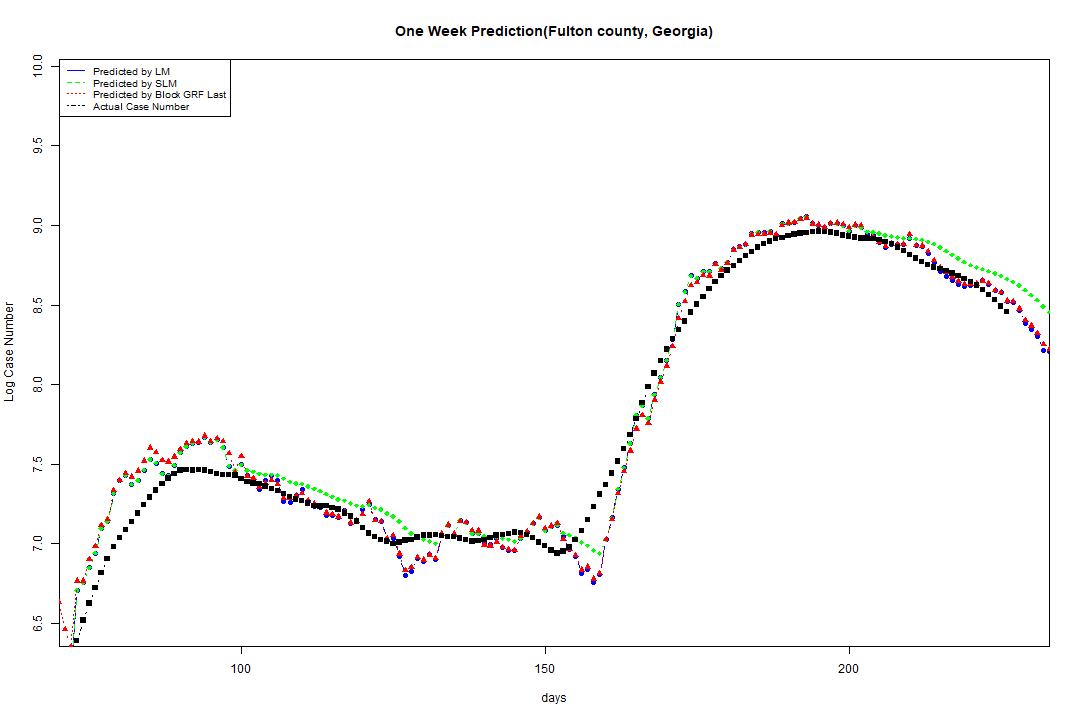 One Week Prediction(Fulton county, Georgia)
Predicted by LM
Predicted by SLM
Predicted by Block GRF Last
Actual Case Number
10.0
9.5
9.0
8.5
8.0
7.5
7.0
6.5
Log Case Number
100 150 200
days